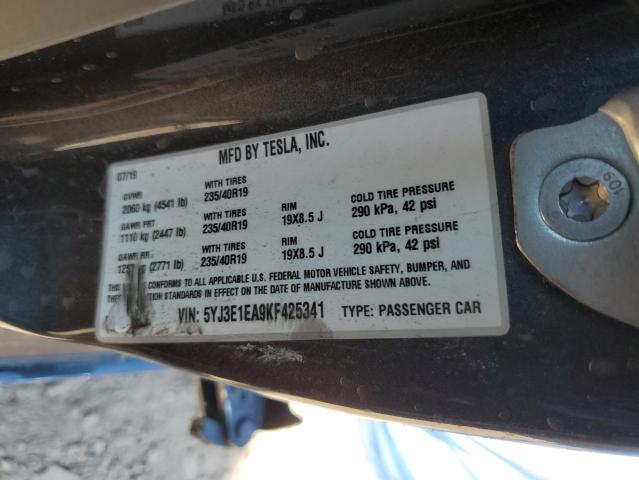 MFD BY TESLA, INC.
07/19
GVWR WITH TIRES RIM COLD TIRE PRESSURE
2060 kg (4541 lb) 235/40R19 19X8.5 J 290 kPa, 42 psi
GAWR FRT WITH TIRES
1110 kg (2447 lb) 235/40R19
GAWR RR WITH TIRES RIM COLD TIRE PRESSURE
(2771 lb) 235/40R19 19X8.5 J 290 kPa, 42 psi
THIS CONFORMS TO ALL APPLICABLE U.S. FEDERAL MOTOR VEHICLE SAFETY, BUMPER, AND
THEFT STANDARDS IN EFFECT ON THE DATE OF MANUFACTURE SHOWN ABOVE.
VIN: 5YJ3E1EA9KF425341 TYPE: PASSENGER CAR
109